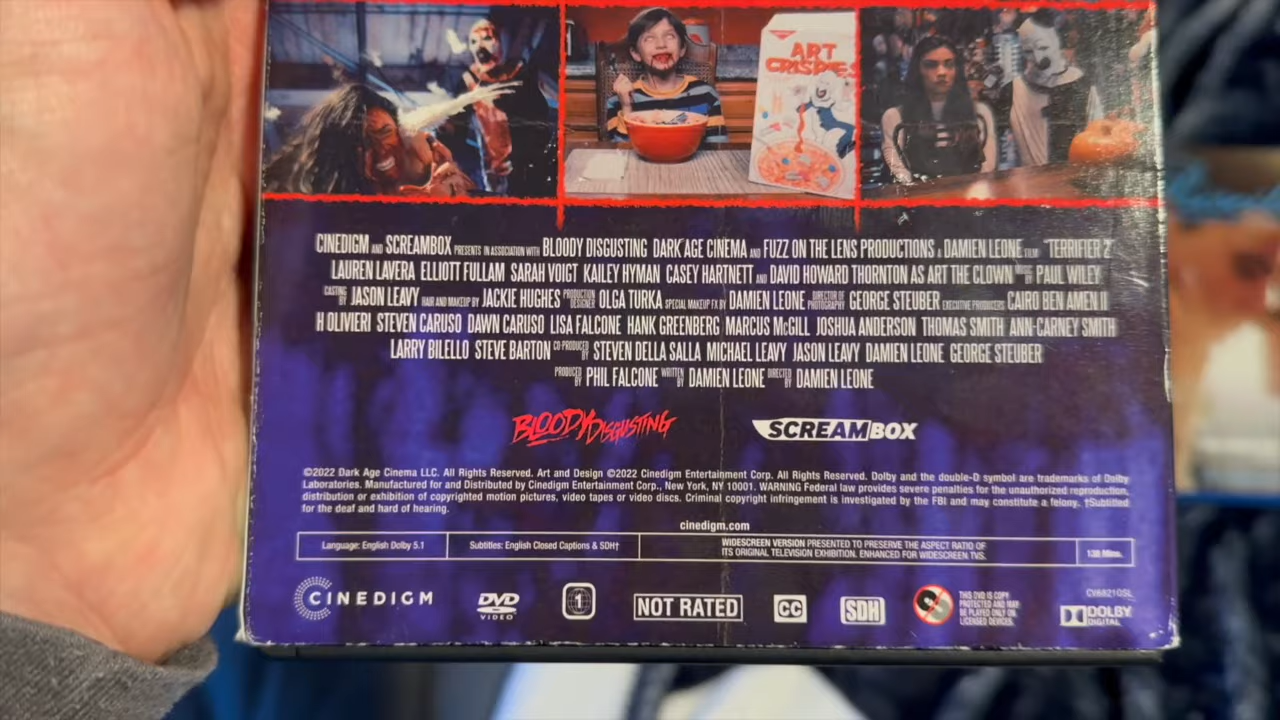 ART
CRISPIES
CINEDIGM AND SCREAMBOX PRESENTS IN ASSOCIATION WITH BLOODY DISGUSTING DARK AGE CINEMA AND FUZZ ON THE LENS PRODUCTIONS A DAMIEN LEONE FILM "TERRIFIER 2"
LAUREN LAVERA ELLIOTT FULLAM SARAH VOIGT KAILEY HYMAN CASEY HARTNETT AND DAVID HOWARD THORNTON AS ART THE CLOWN MUSIC BY PAUL WILEY
CASTING BY JASON LEAVY HAIR AND MAKEUP BY JACKIE HUGHES PRODUCTION DESIGNER OLGA TURKA SPECIAL MAKEUP FX BY DAMIEN LEONE DIRECTOR OF PHOTOGRAPHY GEORGE STEUBER EXECUTIVE PRODUCERS CAIRO BEN AMEN II
H OLIVIERI STEVEN CARUSO DAWN CARUSO LISA FALCONE HANK GREENBERG MARCUS McGILL JOSHUA ANDERSON THOMAS SMITH ANN-CARNEY SMITH
LARRY BILELLO STEVE BARTON CO-PRODUCED BY STEVEN DELLA SALLA MICHAEL LEAVY JASON LEAVY DAMIEN LEONE GEORGE STEUBER
PRODUCED BY PHIL FALCONE WRITTEN BY DAMIEN LEONE DIRECTED BY DAMIEN LEONE
BLOODY DISGUSTING
SCREAMBOX
©2022 Dark Age Cinema LLC. All Rights Reserved. Art and Design ©2022 Cinedigm Entertainment Corp. All Rights Reserved. Dolby and the double-D symbol are trademarks of Dolby
Laboratories. Manufactured for and Distributed by Cinedigm Entertainment Corp., New York, NY 10001. WARNING Federal law provides severe penalties for the unauthorized reproduction,
distribution or exhibition of copyrighted motion pictures, video tapes or video discs. Criminal copyright infringement is investigated by the FBI and may constitute a felony. †Subtitled
for the deaf and hard of hearing.
cinedigm.com
Language: English Dolby 5.1
Subtitles: English Closed Captions & SDH†
WIDESCREEN VERSION PRESENTED TO PRESERVE THE ASPECT RATIO OF
ITS ORIGINAL TELEVISION EXHIBITION. ENHANCED FOR WIDESCREEN TVS.
138 Mins.
CINEDIGM
DVD
VIDEO
1
NOT RATED
CC
SDH
THIS DVD IS COPY
PROTECTED AND MAY
BE PLAYED ONLY ON
LICENSED DEVICES.
DOLBY
DIGITAL